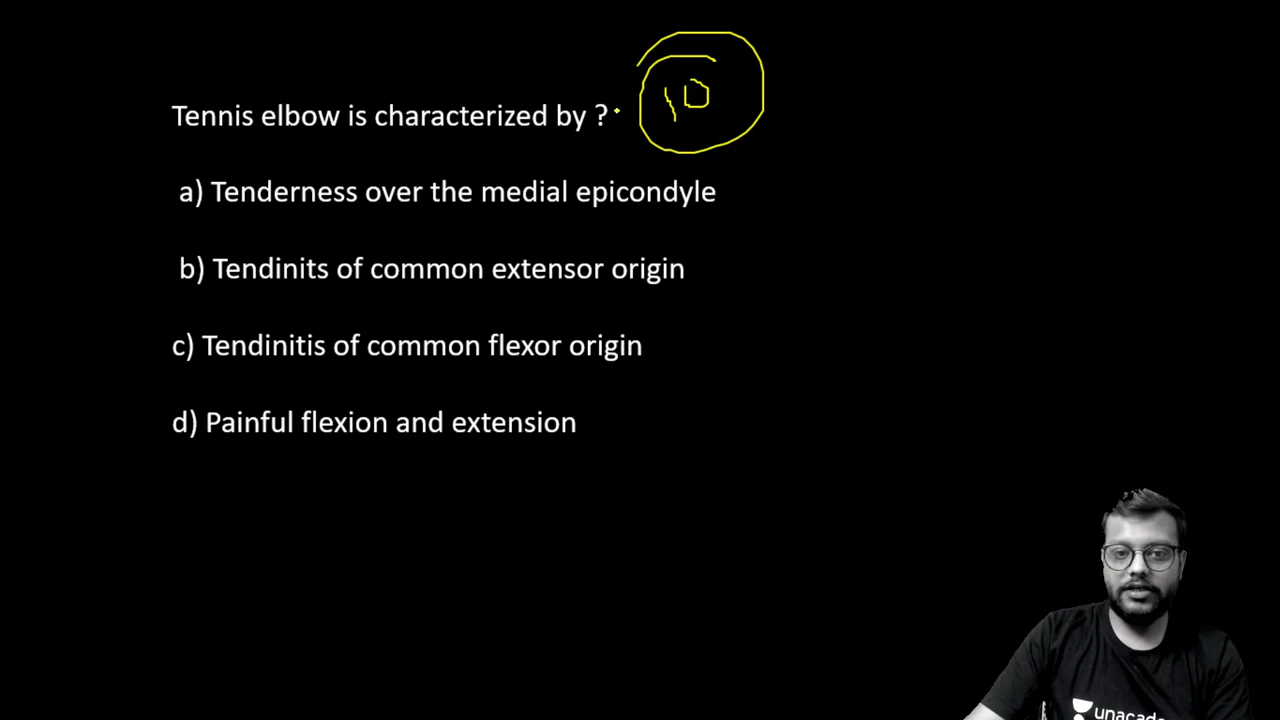 Tennis elbow is characterized by ?
10
a) Tenderness over the medial epicondyle
b) Tendinits of common extensor origin
c) Tendinitis of common flexor origin
d) Painful flexion and extension